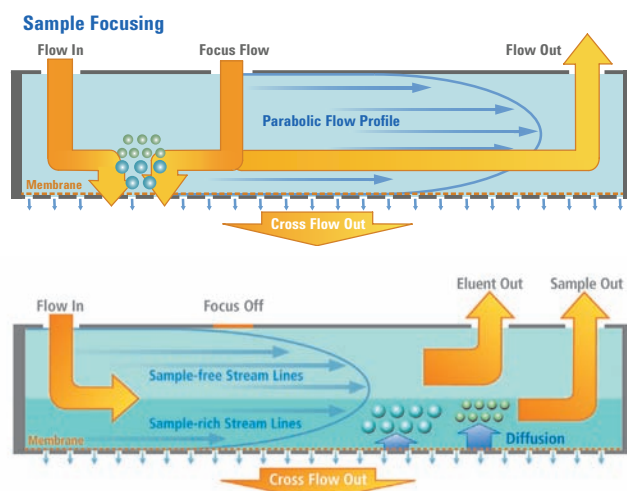 Sample Focusing
Flow In
Focus Flow
Flow Out
Parabolic Flow Profile
Membrane
Cross Flow Out
Eluent Out
Sample Out
Flow In
Focus Off
Sample-free Stream Lines
Sample-rich Stream Lines
Membrane
Diffusion
Cross Flow Out